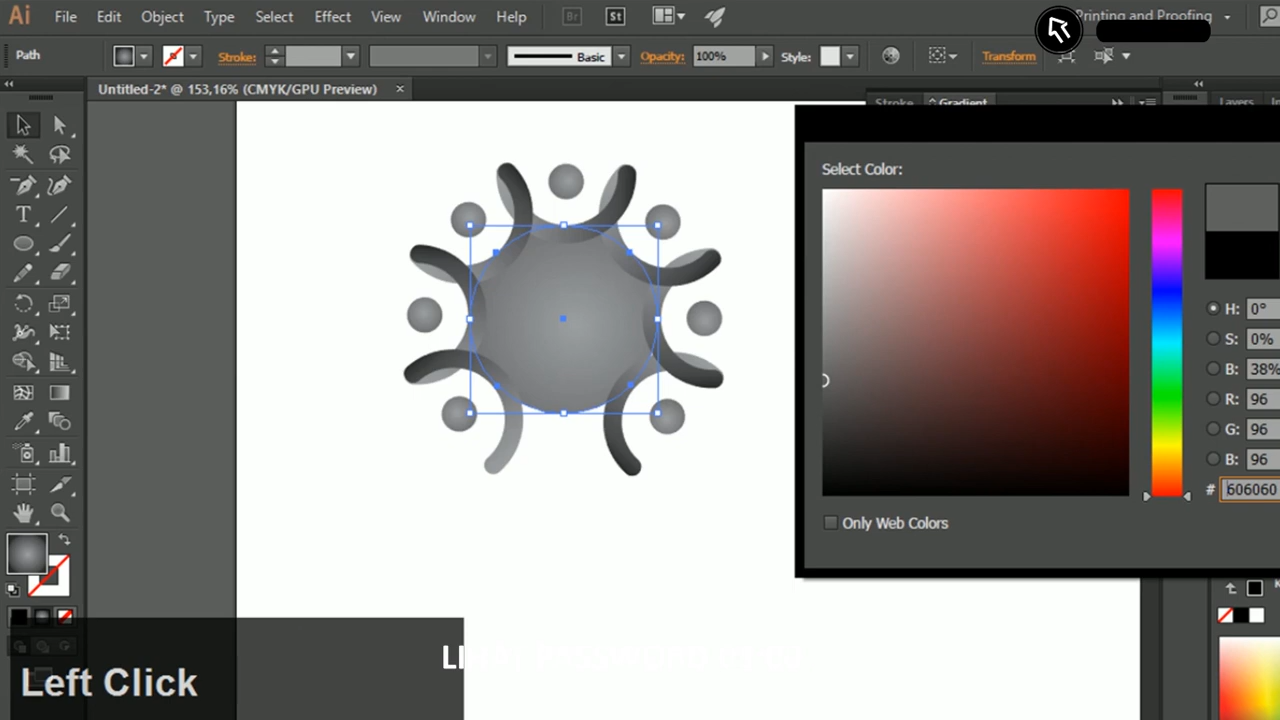 Ai File Edit Object Type Select Effect View Window Help Br St Printing and Proofing
Path Stroke: Basic Opacity: 100% Style: Transform
Untitled-2* @ 153,16% (CMYK/GPU Preview) ×
Stroke Gradient Layers
Select Color:
H: 0°
S: 0%
B: 38%
R: 96
G: 96
B: 96
# 606060
Only Web Colors
Left Click